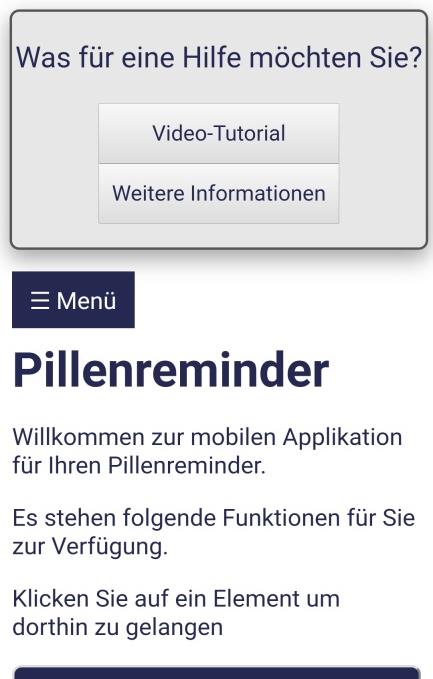 Was für eine Hilfe möchten Sie?
Video-Tutorial
Weitere Informationen
☰ Menü
Pillenreminder
Willkommen zur mobilen Applikation
für Ihren Pillenreminder.
Es stehen folgende Funktionen für Sie
zur Verfügung.
Klicken Sie auf ein Element um
dorthin zu gelangen